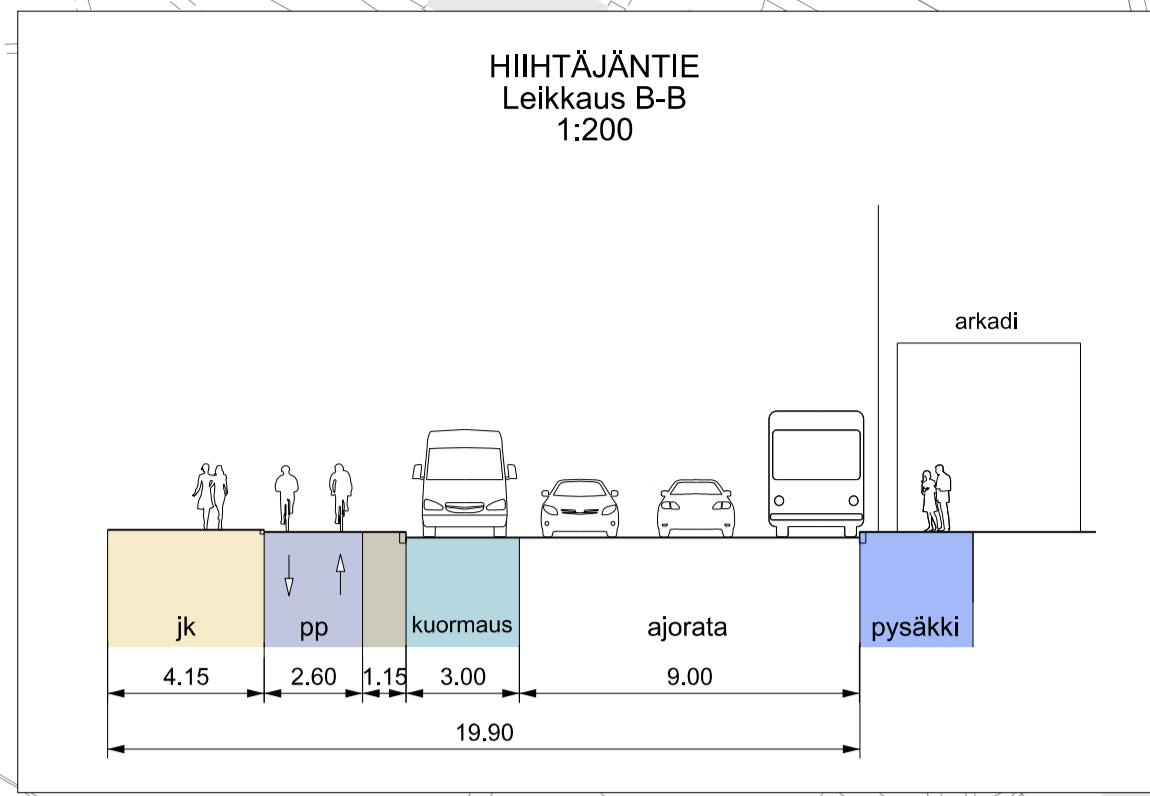 HIIHTÄJÄNTIE
Leikkaus B-B
1:200
arkadi
jk
pp
kuormaus
ajorata
pysäkki
4.15
2.60
1.15
3.00
9.00
19.90